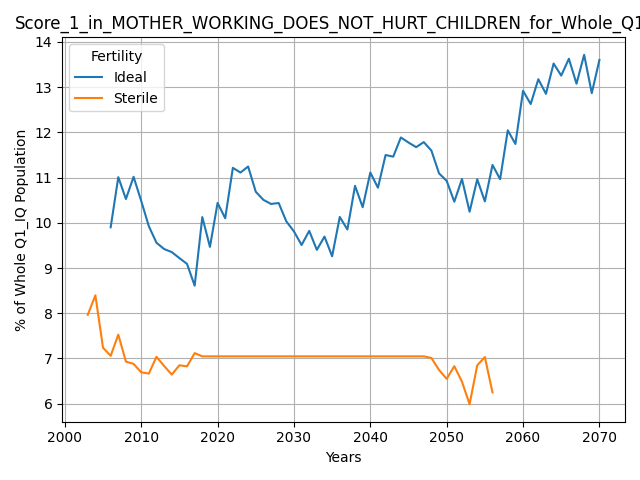 Score_1_in_MOTHER_WORKING_DOES_NOT_HURT_CHILDREN_for_Whole_Q1
14
13
12
11
10
9
8
7
6
% of Whole Q1_IQ Population
Fertility
Ideal
Sterile
2000
2010
2020
2030
2040
2050
2060
2070
Years